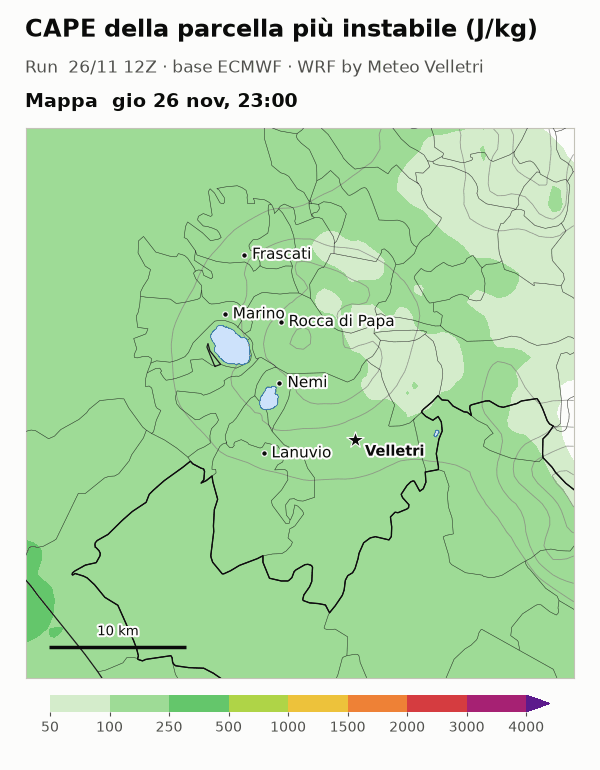 CAPE della parcella più instabile (J/kg)
Run  26/11 12Z · base ECMWF · WRF by Meteo Velletri
Mappa  gio 26 nov, 23:00
Frascati
Marino
Rocca di Papa
Nemi
Velletri
Lanuvio
10 km
50 100 250 500 1000 1500 2000 3000 4000